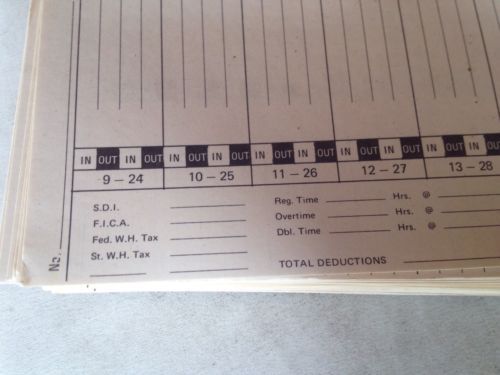 IN OUT IN OUT IN OUT IN OUT IN OUT IN OUT IN OUT IN OUT IN OUT
9 — 24 10 — 25 11 — 26 12 — 27 13 — 28
S.D.I.
F.I.C.A.
Fed. W.H. Tax
St. W.H. Tax
Reg. Time Hrs. @
Overtime Hrs. @
Dbl. Time Hrs. @
TOTAL DEDUCTIONS
No.